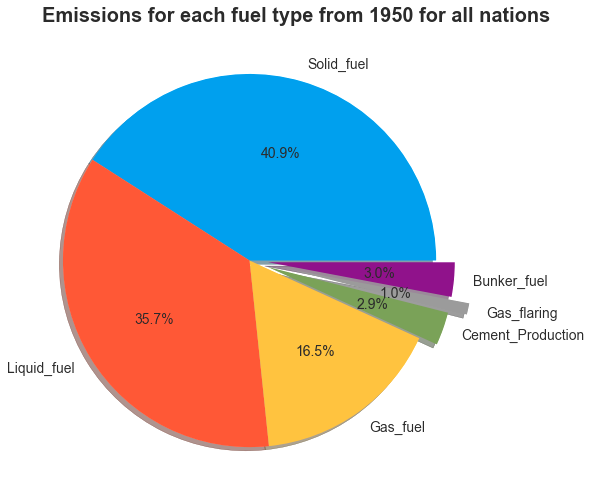 Emissions for each fuel type from 1950 for all nations
Solid_fuel
40.9%
3.0%
Bunker_fuel
1.0%
Gas_flaring
2.9%
Cement_Production
35.7%
16.5%
Liquid_fuel
Gas_fuel